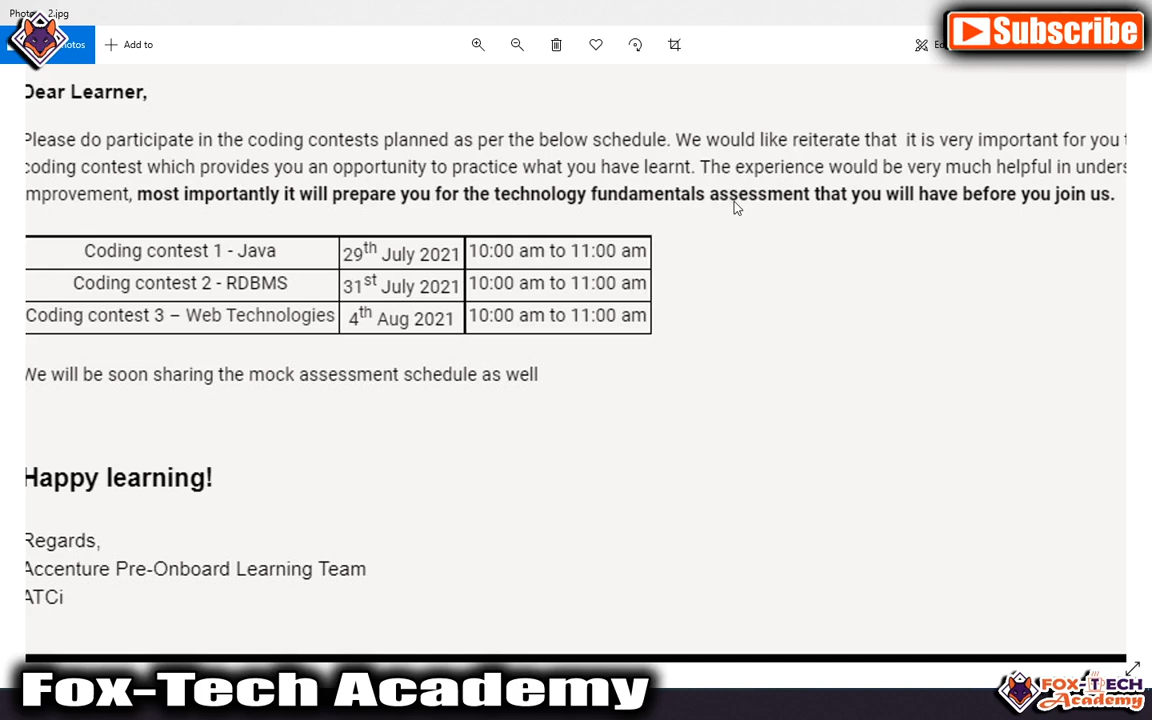 2.jpg
Add to
Subscribe
Dear Learner,
Please do participate in the coding contests planned as per the below schedule. We would like reiterate that it is very important for you
coding contest which provides you an opportunity to practice what you have learnt. The experience would be very much helpful in
improvement, most importantly it will prepare you for the technology fundamentals assessment that you will have before you join us.
Coding contest 1 - Java 29th July 2021 10:00 am to 11:00 am
Coding contest 2 - RDBMS 31st July 2021 10:00 am to 11:00 am
Coding contest 3 – Web Technologies 4th Aug 2021 10:00 am to 11:00 am
We will be soon sharing the mock assessment schedule as well
Happy learning!
Regards,
Accenture Pre-Onboard Learning Team
ATCi
Fox-Tech Academy
FOX-TECH
Academy